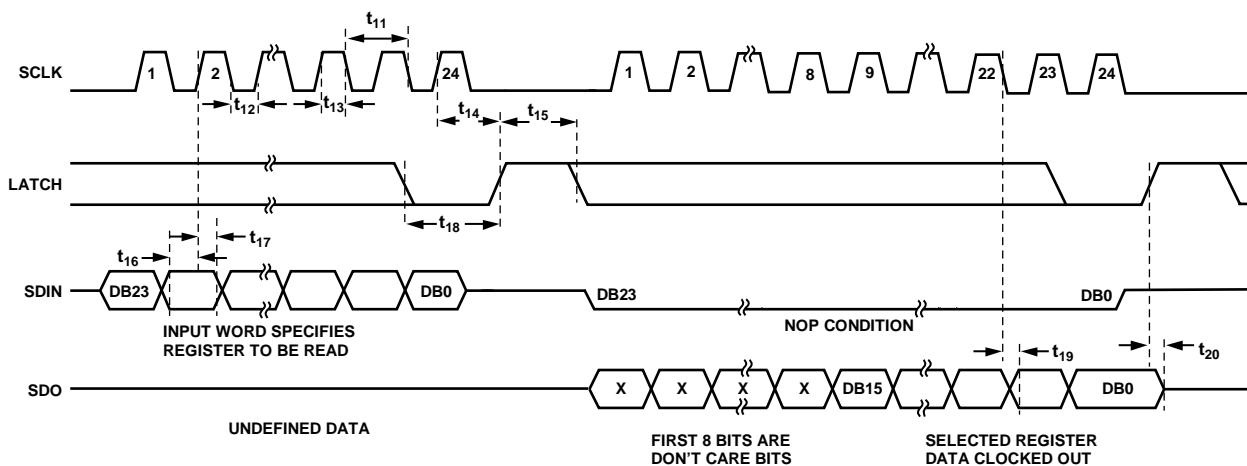 t11
SCLK
1
2
24
1
2
8
9
22
23
24
t12
t13
t14
t15
LATCH
t18
t16
t17
SDIN
DB23
DB0
DB23
DB0
INPUT WORD SPECIFIES
REGISTER TO BE READ
NOP CONDITION
t19
t20
SDO
X
X
X
X
DB15
DB0
UNDEFINED DATA
FIRST 8 BITS ARE
DON'T CARE BITS
SELECTED REGISTER
DATA CLOCKED OUT